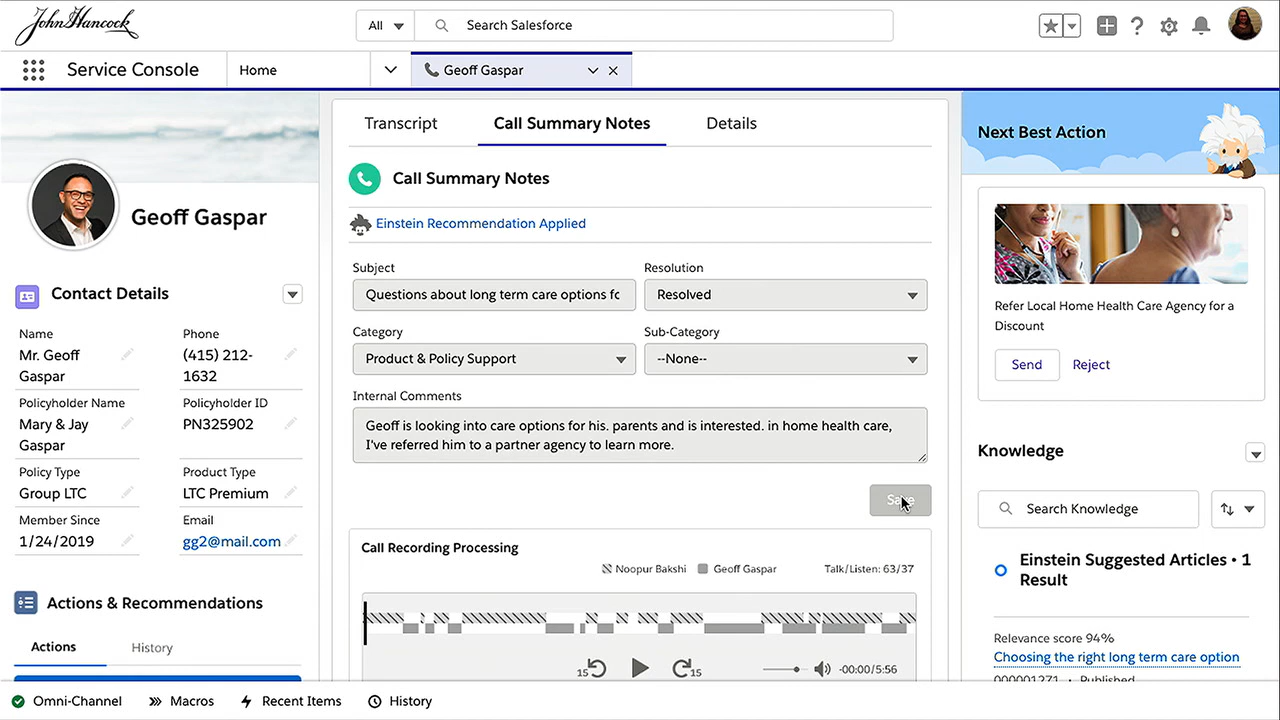 John Hancock
All
Search Salesforce
Service Console
Home
Geoff Gaspar
Geoff Gaspar
Contact Details
Name
Mr. Geoff
Gaspar
Phone
(415) 212-
1632
Policyholder Name
Mary & Jay
Gaspar
Policyholder ID
PN325902
Policy Type
Group LTC
Product Type
LTC Premium
Member Since
1/24/2019
Email
gg2@mail.com
Actions & Recommendations
Actions
History
Transcript
Call Summary Notes
Details
Call Summary Notes
Einstein Recommendation Applied
Subject
Questions about long term care options fo
Resolution
Resolved
Category
Product & Policy Support
Sub-Category
--None--
Internal Comments
Geoff is looking into care options for his. parents and is interested. in home health care,
I've referred him to a partner agency to learn more.
Save
Call Recording Processing
Noopur Bakshi
Geoff Gaspar
Talk/Listen: 63/37
15
15
-00:00/5:56
Next Best Action
Refer Local Home Health Care Agency for a
Discount
Send
Reject
Knowledge
Search Knowledge
Einstein Suggested Articles • 1
Result
Relevance score 94%
Choosing the right long term care option
000001271 • Published
Omni-Channel
Macros
Recent Items
History